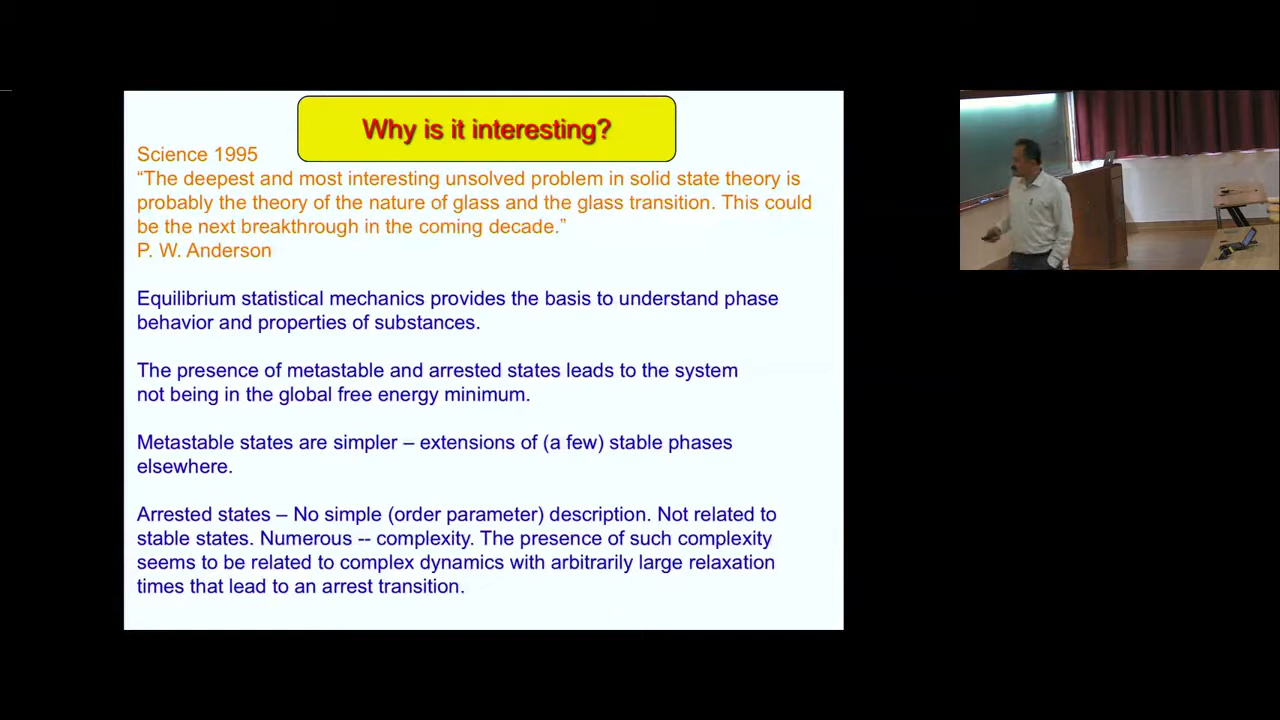 Why is it interesting?
Science 1995
“The deepest and most interesting unsolved problem in solid state theory is
probably the theory of the nature of glass and the glass transition. This could
be the next breakthrough in the coming decade.”
P. W. Anderson
Equilibrium statistical mechanics provides the basis to understand phase
behavior and properties of substances.
The presence of metastable and arrested states leads to the system
not being in the global free energy minimum.
Metastable states are simpler – extensions of (a few) stable phases
elsewhere.
Arrested states – No simple (order parameter) description. Not related to
stable states. Numerous -- complexity. The presence of such complexity
seems to be related to complex dynamics with arbitrarily large relaxation
times that lead to an arrest transition.